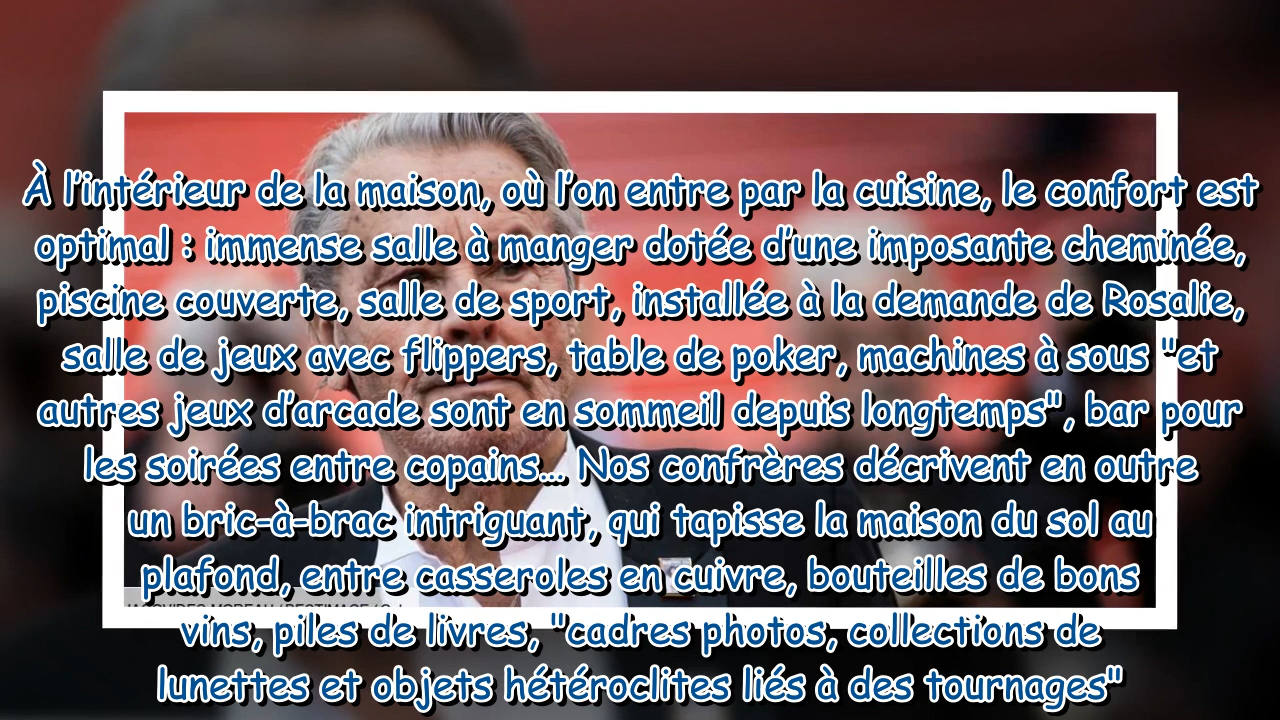 À l'intérieur de la maison, où l'on entre par la cuisine, le confort est
optimal : immense salle à manger dotée d'une imposante cheminée,
piscine couverte, salle de sport, installée à la demande de Rosalie,
salle de jeux avec flippers, table de poker, machines à sous "et
autres jeux d'arcade sont en sommeil depuis longtemps", bar pour
les soirées entre copains... Nos confrères décrivent en outre
un bric-à-brac intriguant, qui tapisse la maison du sol au
plafond, entre casseroles en cuivre, bouteilles de bons
vins, piles de livres, "cadres photos, collections de
lunettes et objets hétéroclites liés à des tournages"